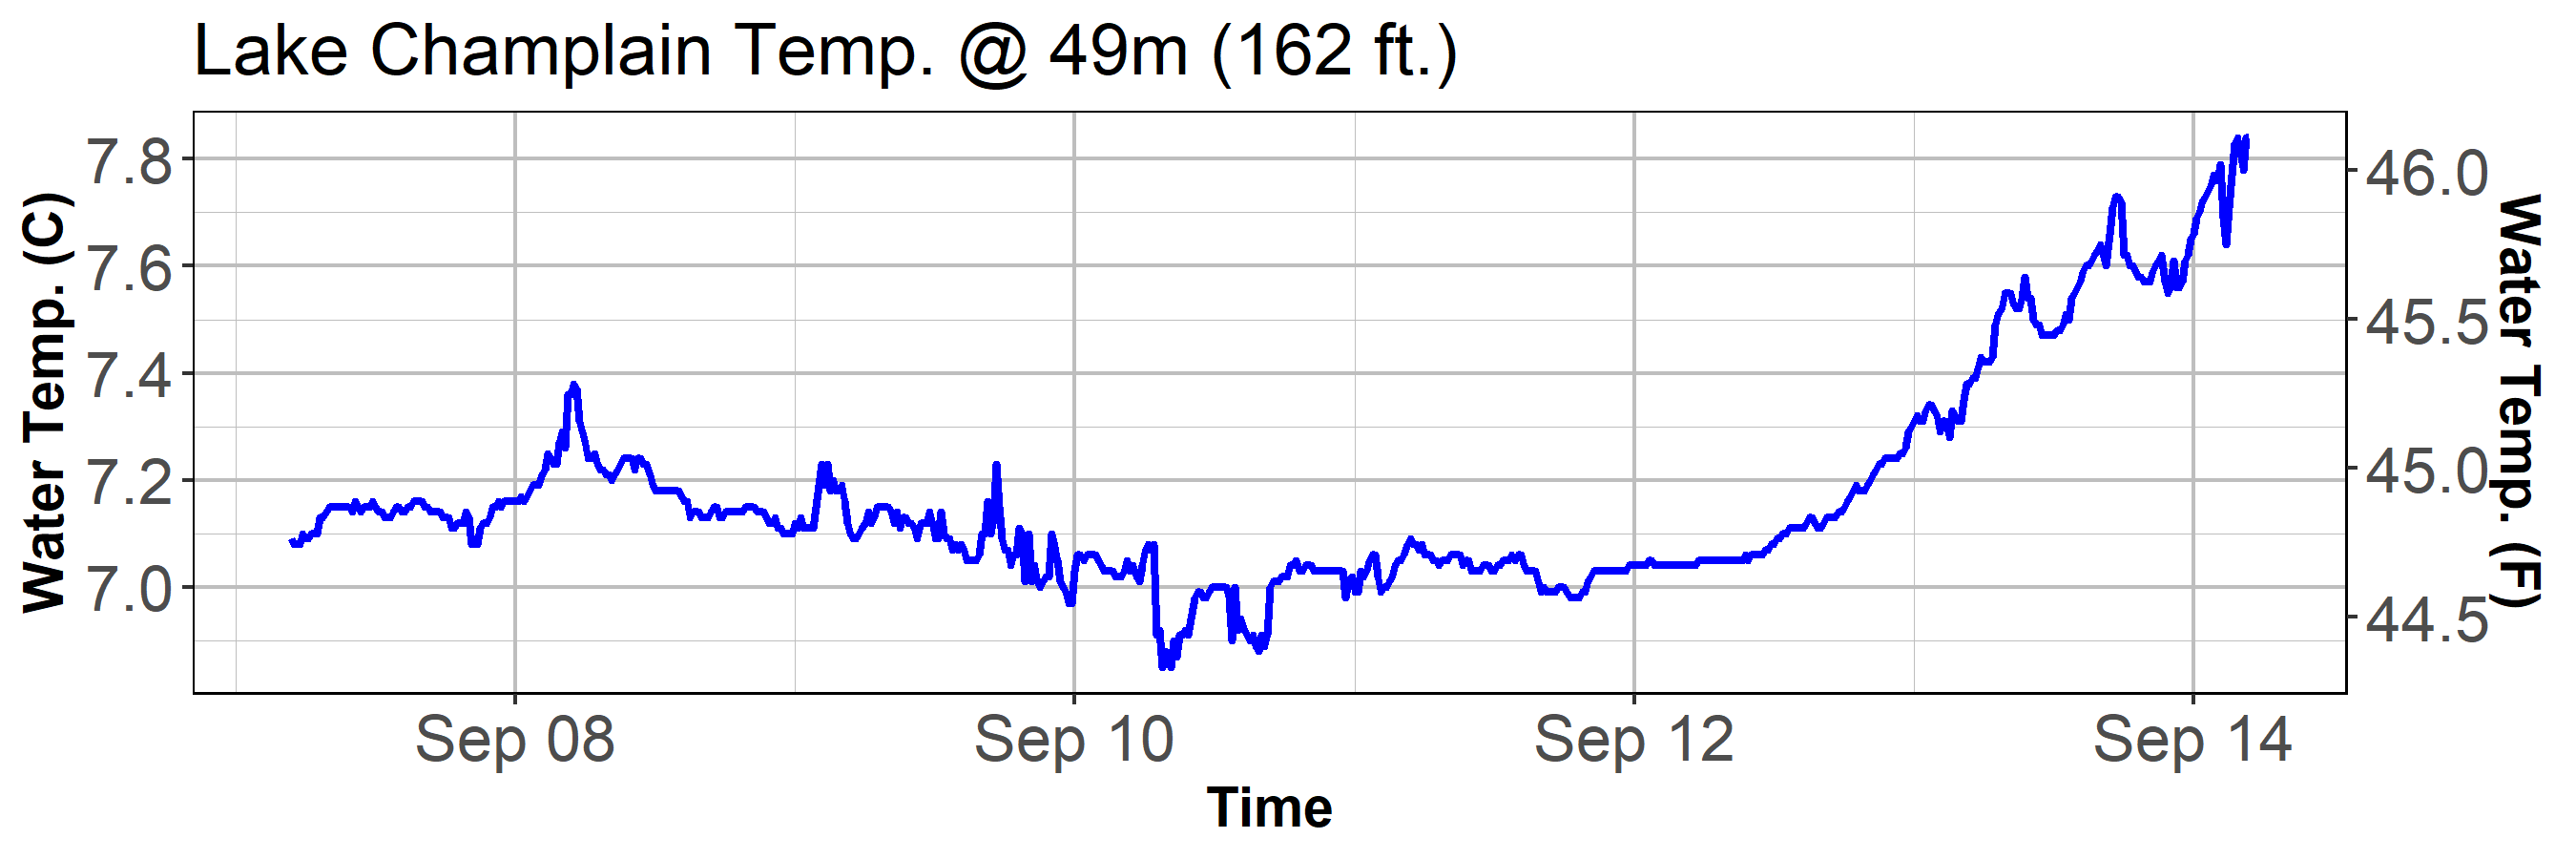 Lake Champlain Temp. @ 49m (162 ft.)
Water Temp. (C)
7.8
7.6
7.4
7.2
7.0
46.0
45.5
45.0
44.5
Water Temp. (F)
Sep 08
Sep 10
Sep 12
Sep 14
Time